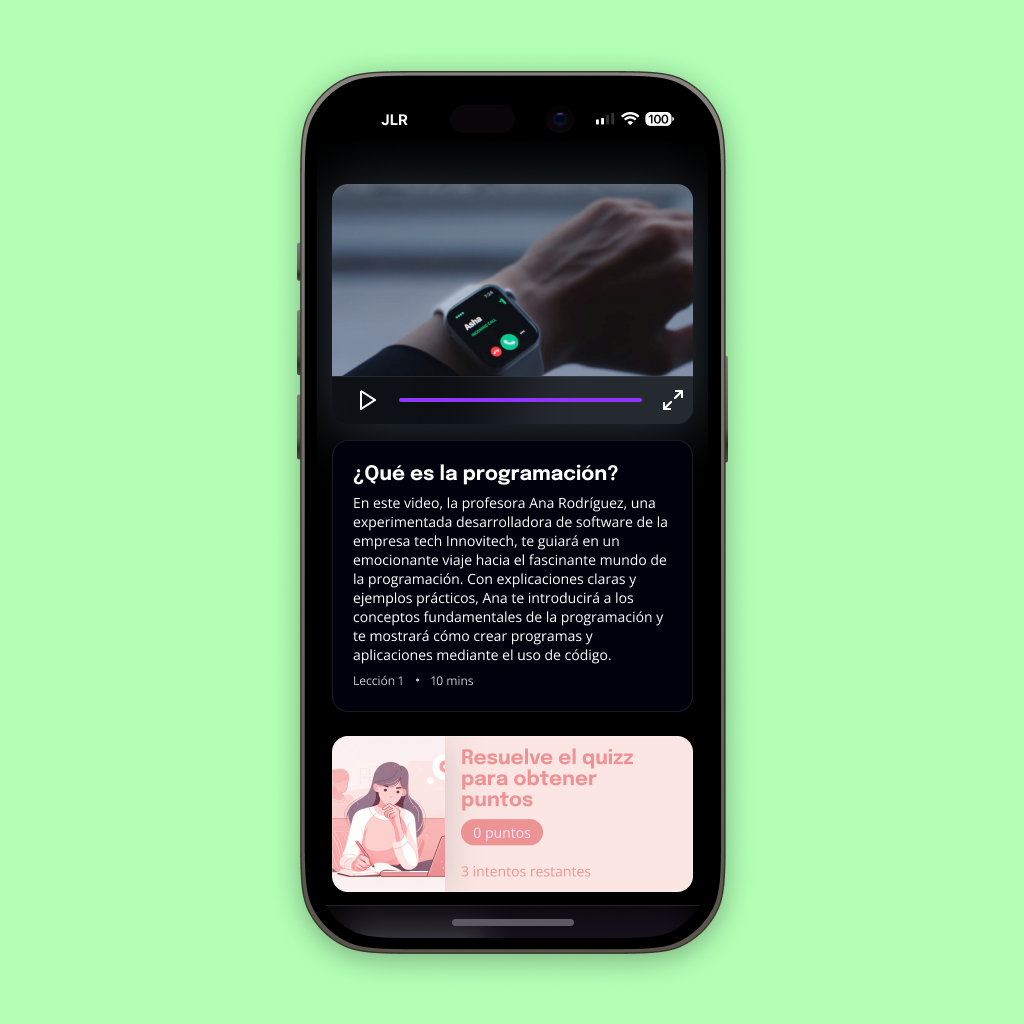 JLR
100
7:24
Asha
INCOMING CALL
¿Qué es la programación?
En este video, la profesora Ana Rodríguez, una
experimentada desarrolladora de software de la
empresa tech Innovitech, te guiará en un
emocionante viaje hacia el fascinante mundo de
la programación. Con explicaciones claras y
ejemplos prácticos, Ana te introducirá a los
conceptos fundamentales de la programación y
te mostrará cómo crear programas y
aplicaciones mediante el uso de código.
Lección 1 • 10 mins
Resuelve el quizz
para obtener
puntos
0 puntos
3 intentos restantes